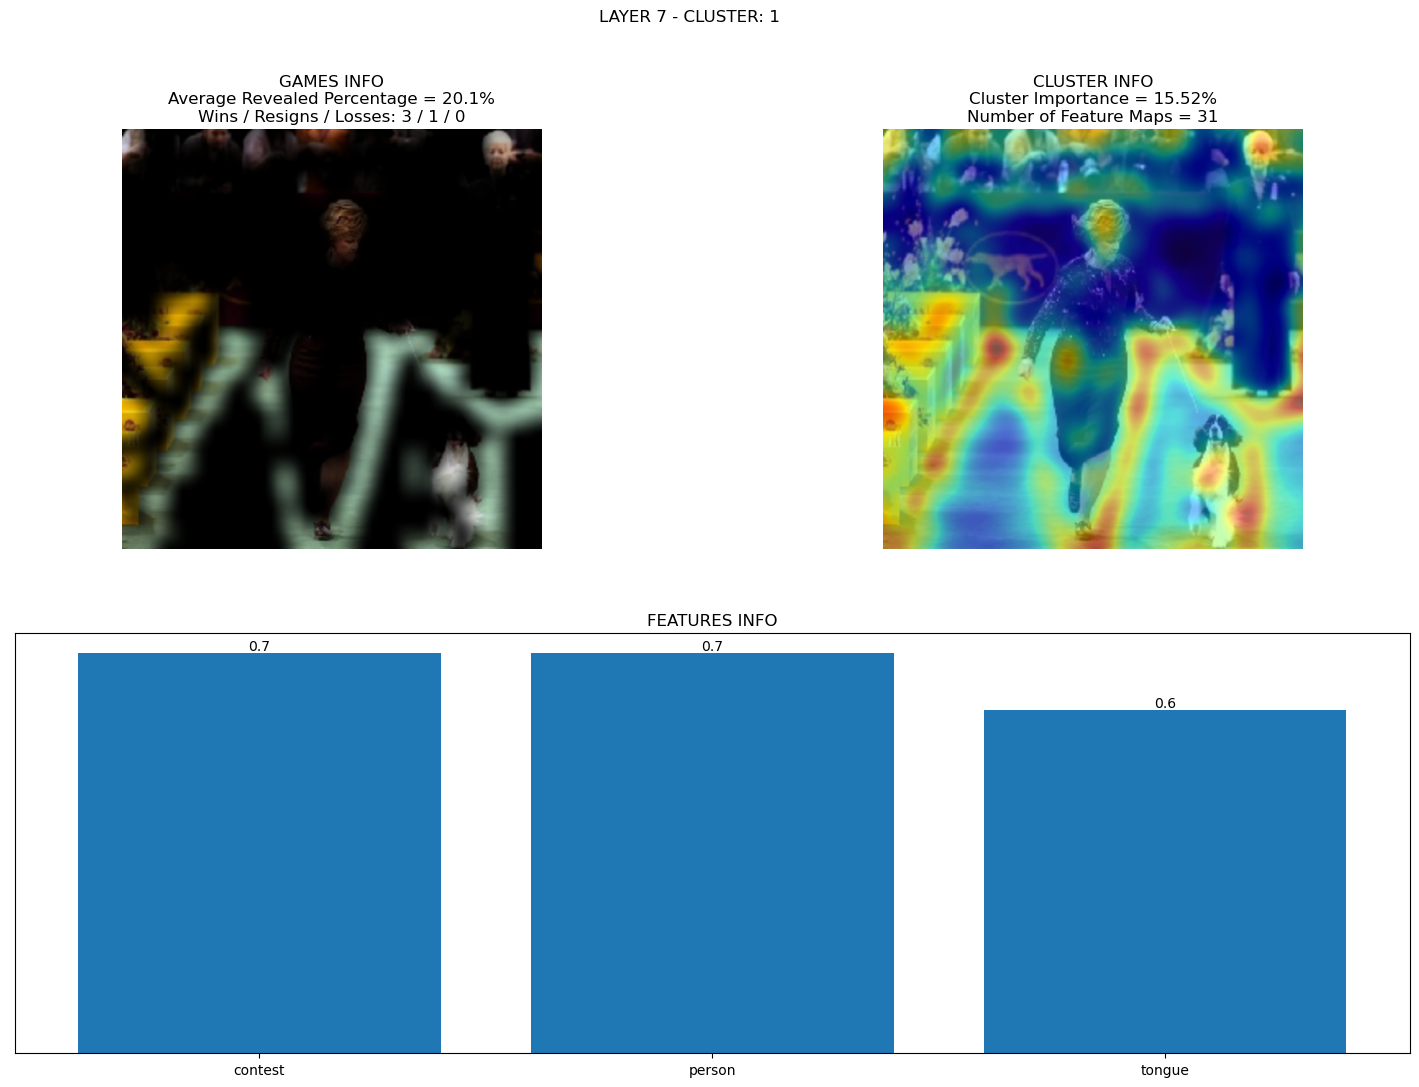 LAYER 7 - CLUSTER: 1
GAMES INFO
Average Revealed Percentage = 20.1%
Wins / Resigns / Losses: 3 / 1 / 0
CLUSTER INFO
Cluster Importance = 15.52%
Number of Feature Maps = 31
FEATURES INFO
0.7
0.7
0.6
contest
person
tongue